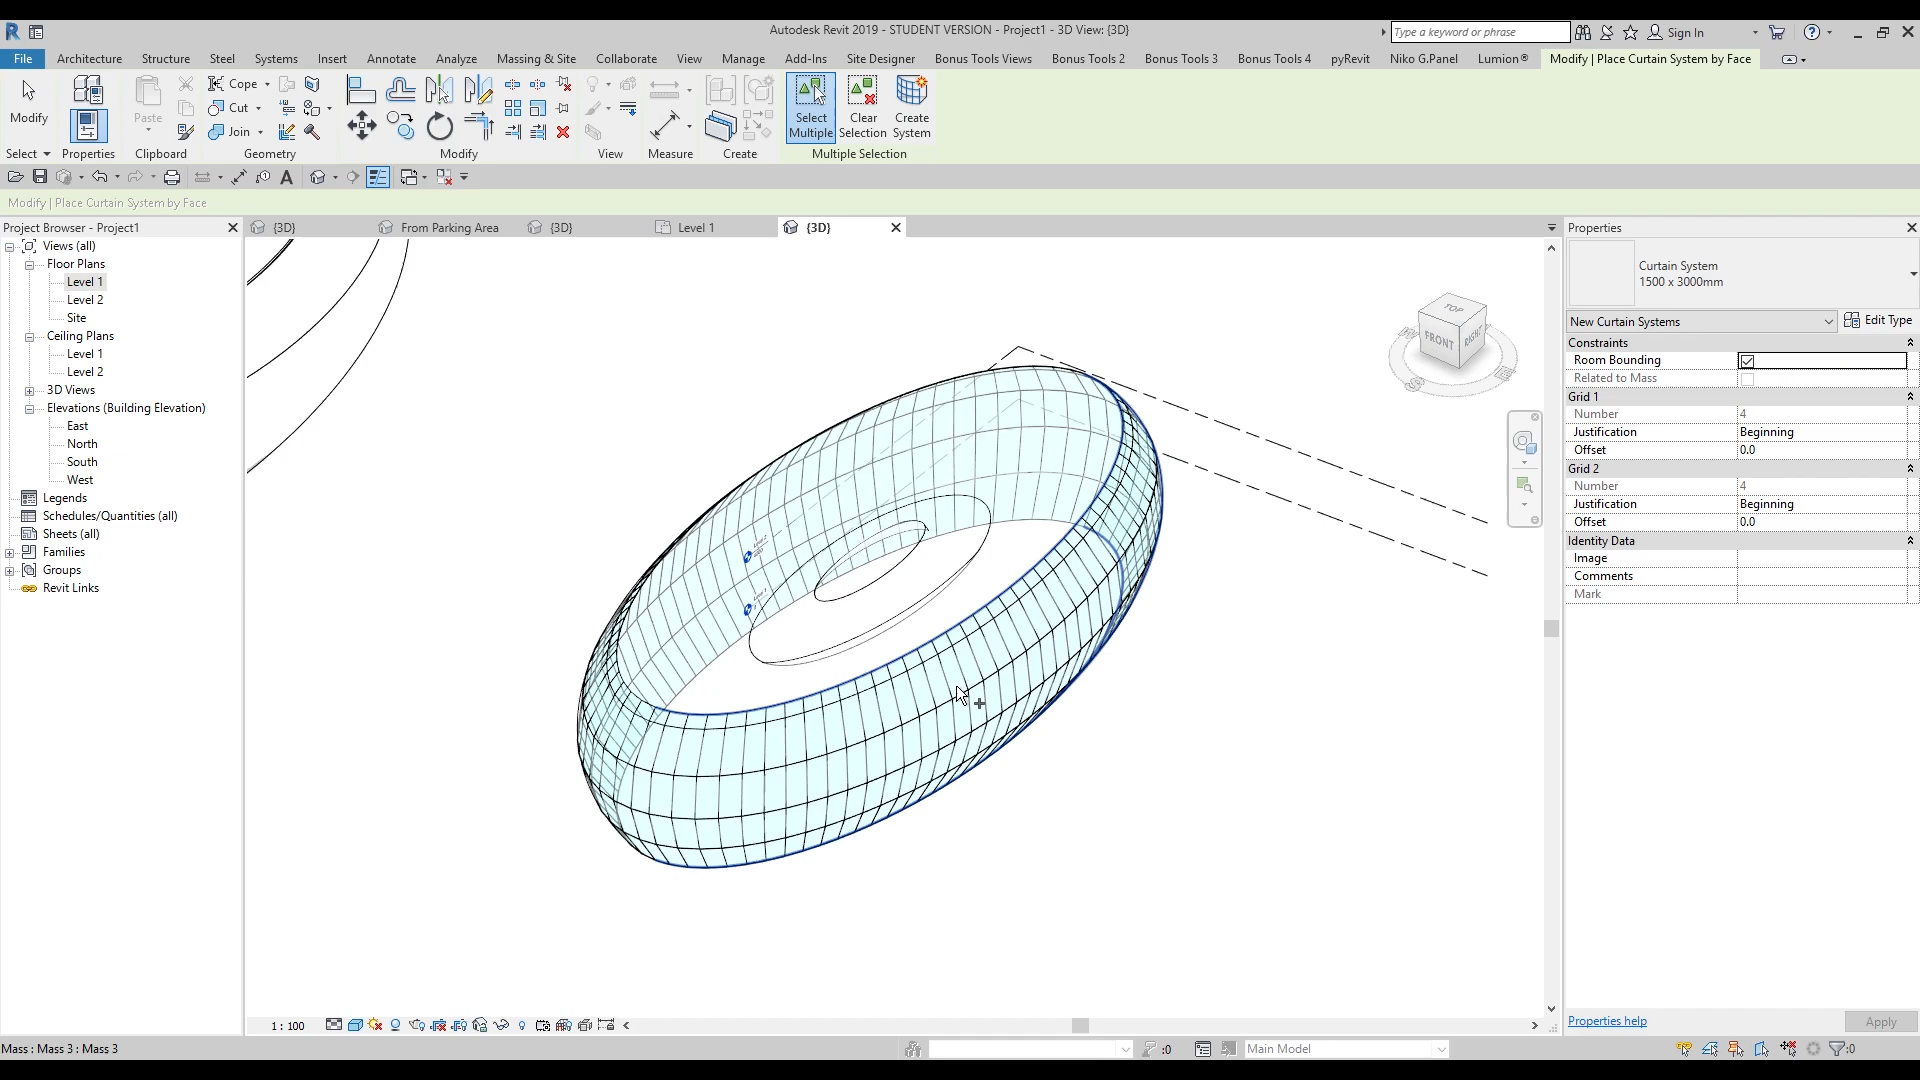 Autodesk Revit 2019 - STUDENT VERSION - Project1 - 3D View: {3D}
Type a keyword or phrase
Sign In
File Architecture Structure Steel Systems Insert Annotate Analyze Massing & Site Collaborate View Manage Add-Ins Site Designer Bonus Tools Views Bonus Tools 2 Bonus Tools 3 Bonus Tools 4 pyRevit Niko G.Panel Lumion® Modify | Place Curtain System by Face
Modify
Paste
Cope
Cut
Join
Select Multiple
Clear Selection
Create System
Select Properties Clipboard Geometry Modify View Measure Create Multiple Selection
Modify | Place Curtain System by Face
Project Browser - Project1
Views (all)
Floor Plans
Level 1
Level 2
Site
Ceiling Plans
Level 1
Level 2
3D Views
Elevations (Building Elevation)
East
North
South
West
Legends
Schedules/Quantities (all)
Sheets (all)
Families
Groups
Revit Links
{3D} From Parking Area {3D} Level 1 {3D}
TOP
FRONT
RIGHT
Level 2
Level 1
Properties
Curtain System
1500 x 3000mm
New Curtain Systems
Edit Type
Constraints
Room Bounding
Related to Mass
Grid 1
Number 4
Justification Beginning
Offset 0.0
Grid 2
Number 4
Justification Beginning
Offset 0.0
Identity Data
Image
Comments
Mark
Properties help
Apply
1 : 100
Mass : Mass 3 : Mass 3
:0
Main Model
:0